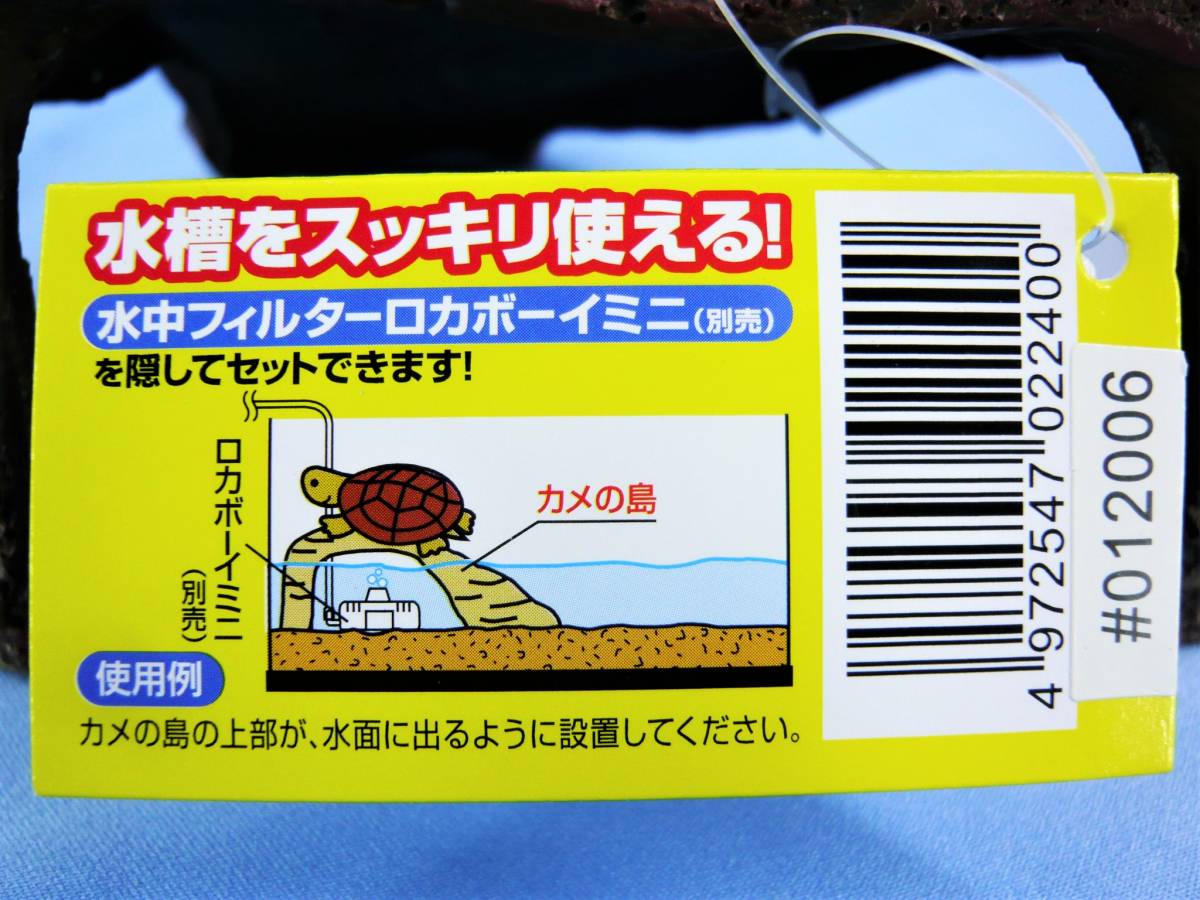 水槽をスッキリ使える!
水中フィルターロカボーイミニ(別売)
を隠してセットできます!
ロカボーイミニ
(別売)
カメの島
使用例
カメの島の上部が、水面に出るように設置してください。
4972547022400
#012006